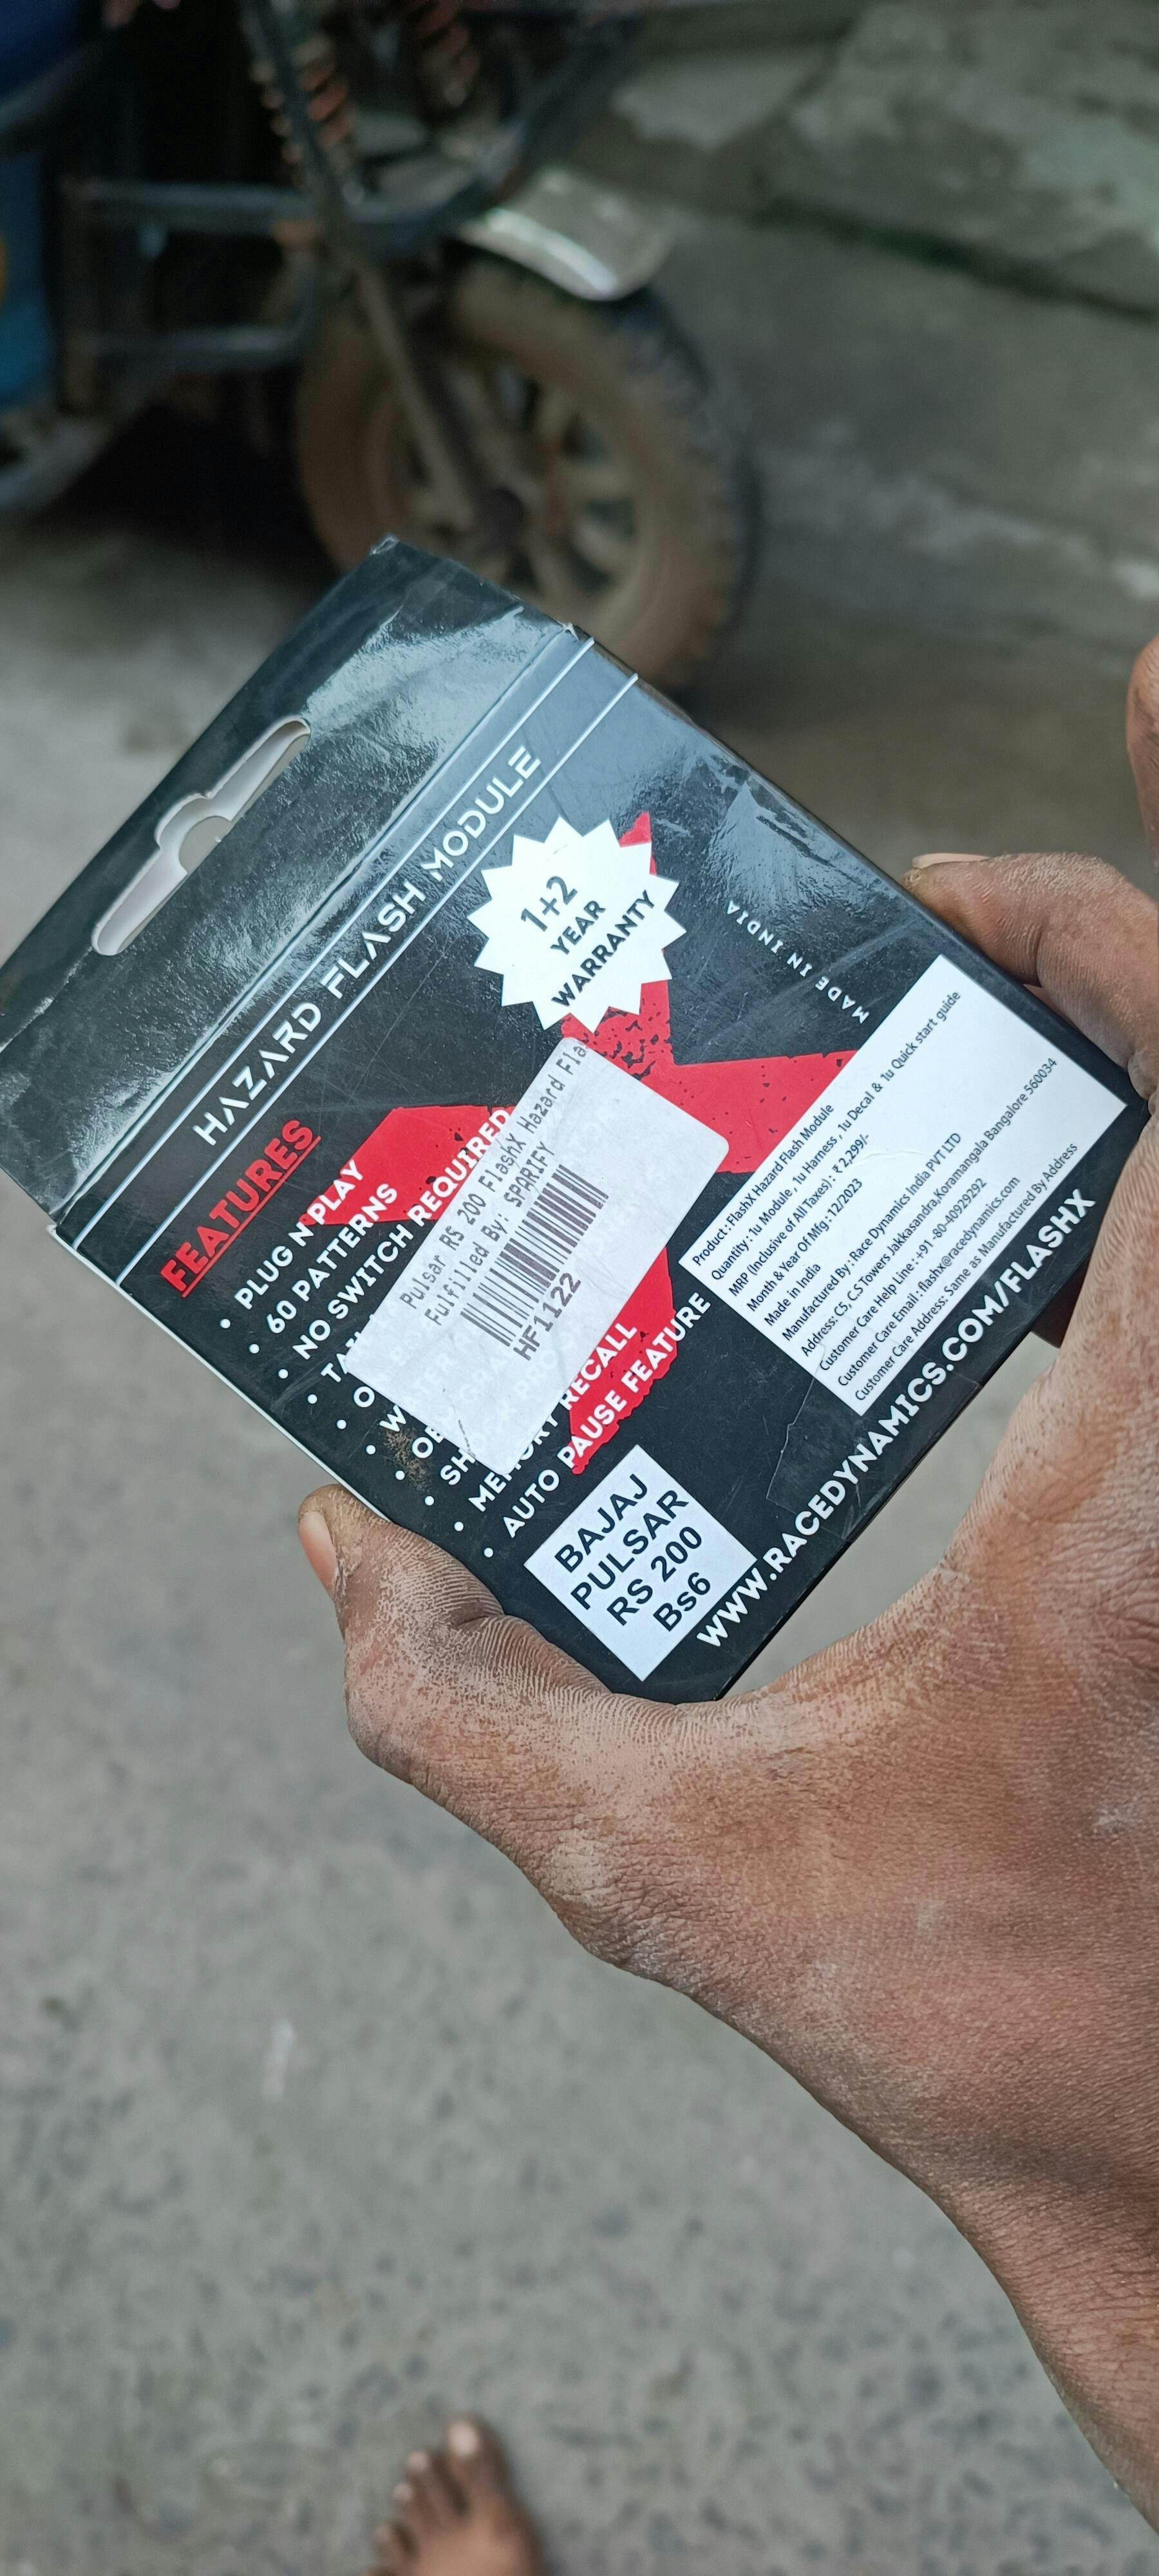 HAZARD FLASH MODULE
1+2
YEAR
WARRANTY
MADE IN INDIA
FEATURES
• PLUG N'PLAY
• 60 PATTERNS
• NO SWITCH REQUIRED
• MEMORY RECALL
• AUTO PAUSE FEATURE
Pulsar RS 200 FlashX Hazard Fla
Fulfilled By: SPARIFY
HF1122
Product : FlashX Hazard Flash Module
Quantity : 1u Module , 1u Harness , 1u Decal & 1u Quick start guide
MRP (Inclusive of All Taxes) : ₹ 2,299/-
Month & Year Of Mfg : 12/2023
Made in India
Manufactured By : Race Dynamics India PVT LTD
Address: C5, C.S Towers Jakkasandra,Koramangala Bangalore 560034
Customer Care Help Line : +91 -80-40929292
Customer Care Email : flashx@racedynamics.com
Customer Care Address: Same as Manufactured By Address
BAJAJ
PULSAR
RS 200
Bs6
WWW.RACEDYNAMICS.COM/FLASHX